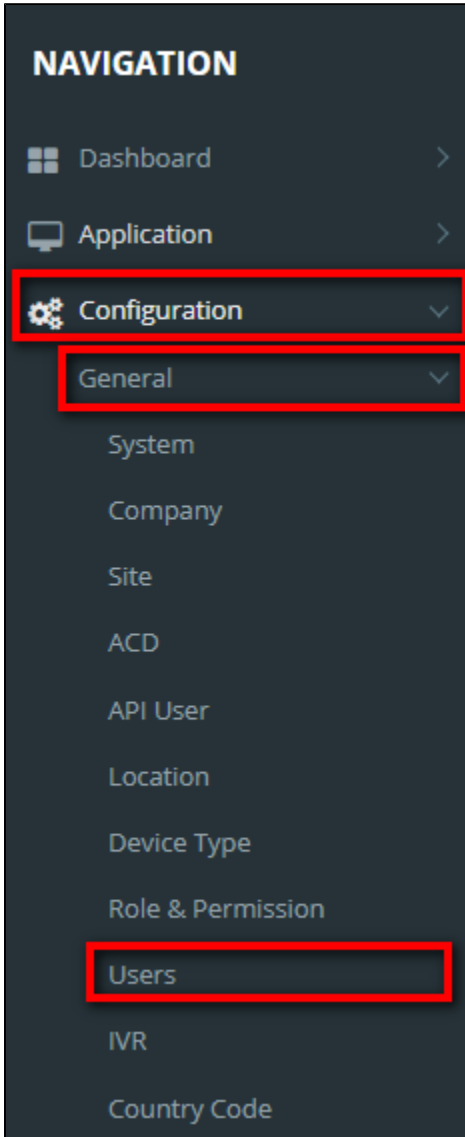 NAVIGATION
Dashboard
Application
Configuration
General
System
Company
Site
ACD
API User
Location
Device Type
Role & Permission
Users
IVR
Country Code